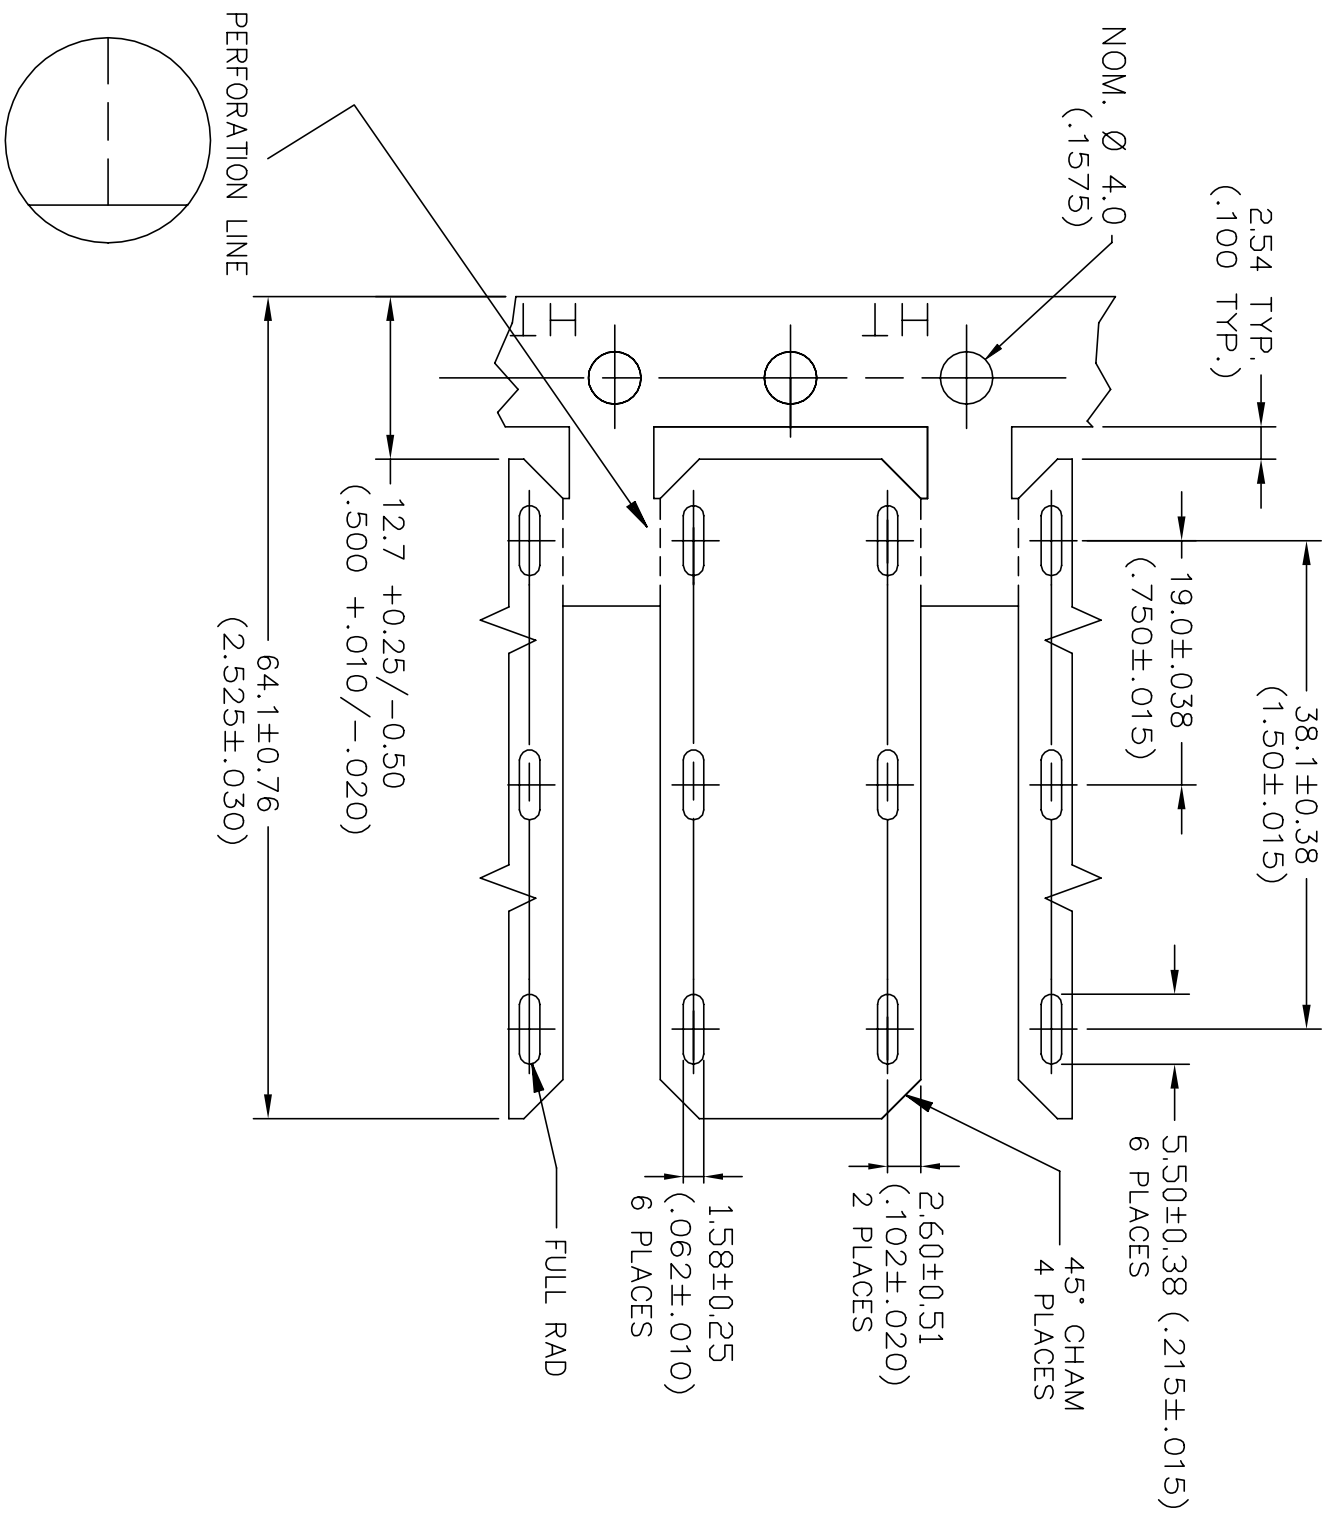 38.1±0.38
(1.50±.015)
2.54 TYP.
(.100 TYP.)
19.0±.038
(.750±.015)
5.50±0.38 (.215±.015)
6 PLACES
NOM. Ø 4.0
(.1575)
45° CHAM
4 PLACES
2.60±0.51
(.102±.020)
2 PLACES
HT
HT
1.58±0.25
(.062±.010)
6 PLACES
FULL RAD
12.7 +0.25/-0.50
(.500 +.010/-.020)
64.1±0.76
(2.525±.030)
PERFORATION LINE